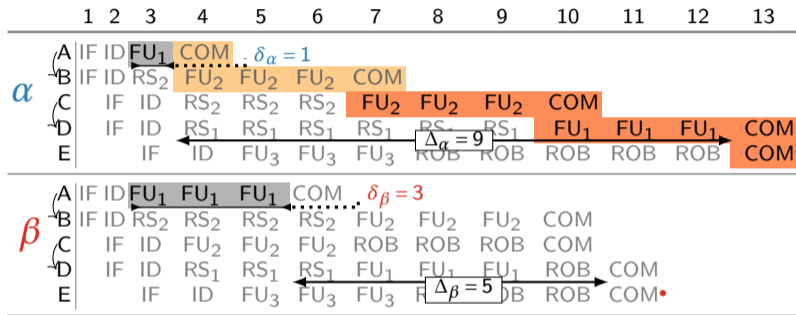 1 2 3 4 5 6 7 8 9 10 11 12 13
A IF ID FU₁ COM δα = 1
B IF ID RS₂ FU₂ FU₂ FU₂ COM
α
C IF ID RS₂ RS₂ RS₂ FU₂ FU₂ FU₂ COM
D IF ID RS₁ RS₁ RS₁ RS₁ RS₁ RS₁ FU₁ FU₁ FU₁ COM
Δα = 9
E IF ID FU₃ FU₃ FU₃ ROB ROB ROB ROB ROB COM
A IF ID FU₁ FU₁ FU₁ COM δβ = 3
B IF ID RS₂ RS₂ RS₂ RS₂ FU₂ FU₂ FU₂ COM
β
C IF ID FU₂ FU₂ FU₂ ROB ROB ROB COM
D IF ID RS₁ RS₁ RS₁ FU₁ FU₁ FU₁ ROB COM
Δβ = 5
E IF ID FU₃ FU₃ FU₃ ROB ROB COM